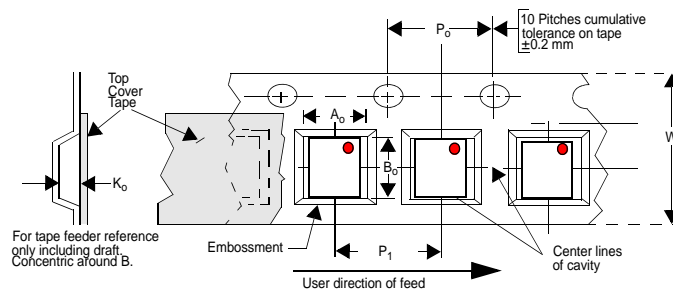 10 Pitches cumulative
tolerance on tape
±0.2 mm
Po
Top
Cover
Tape
Ao
W
Bo
Ko
For tape feeder reference
only including draft.
Concentric around B.
Embossment
P1
Center lines
of cavity
User direction of feed